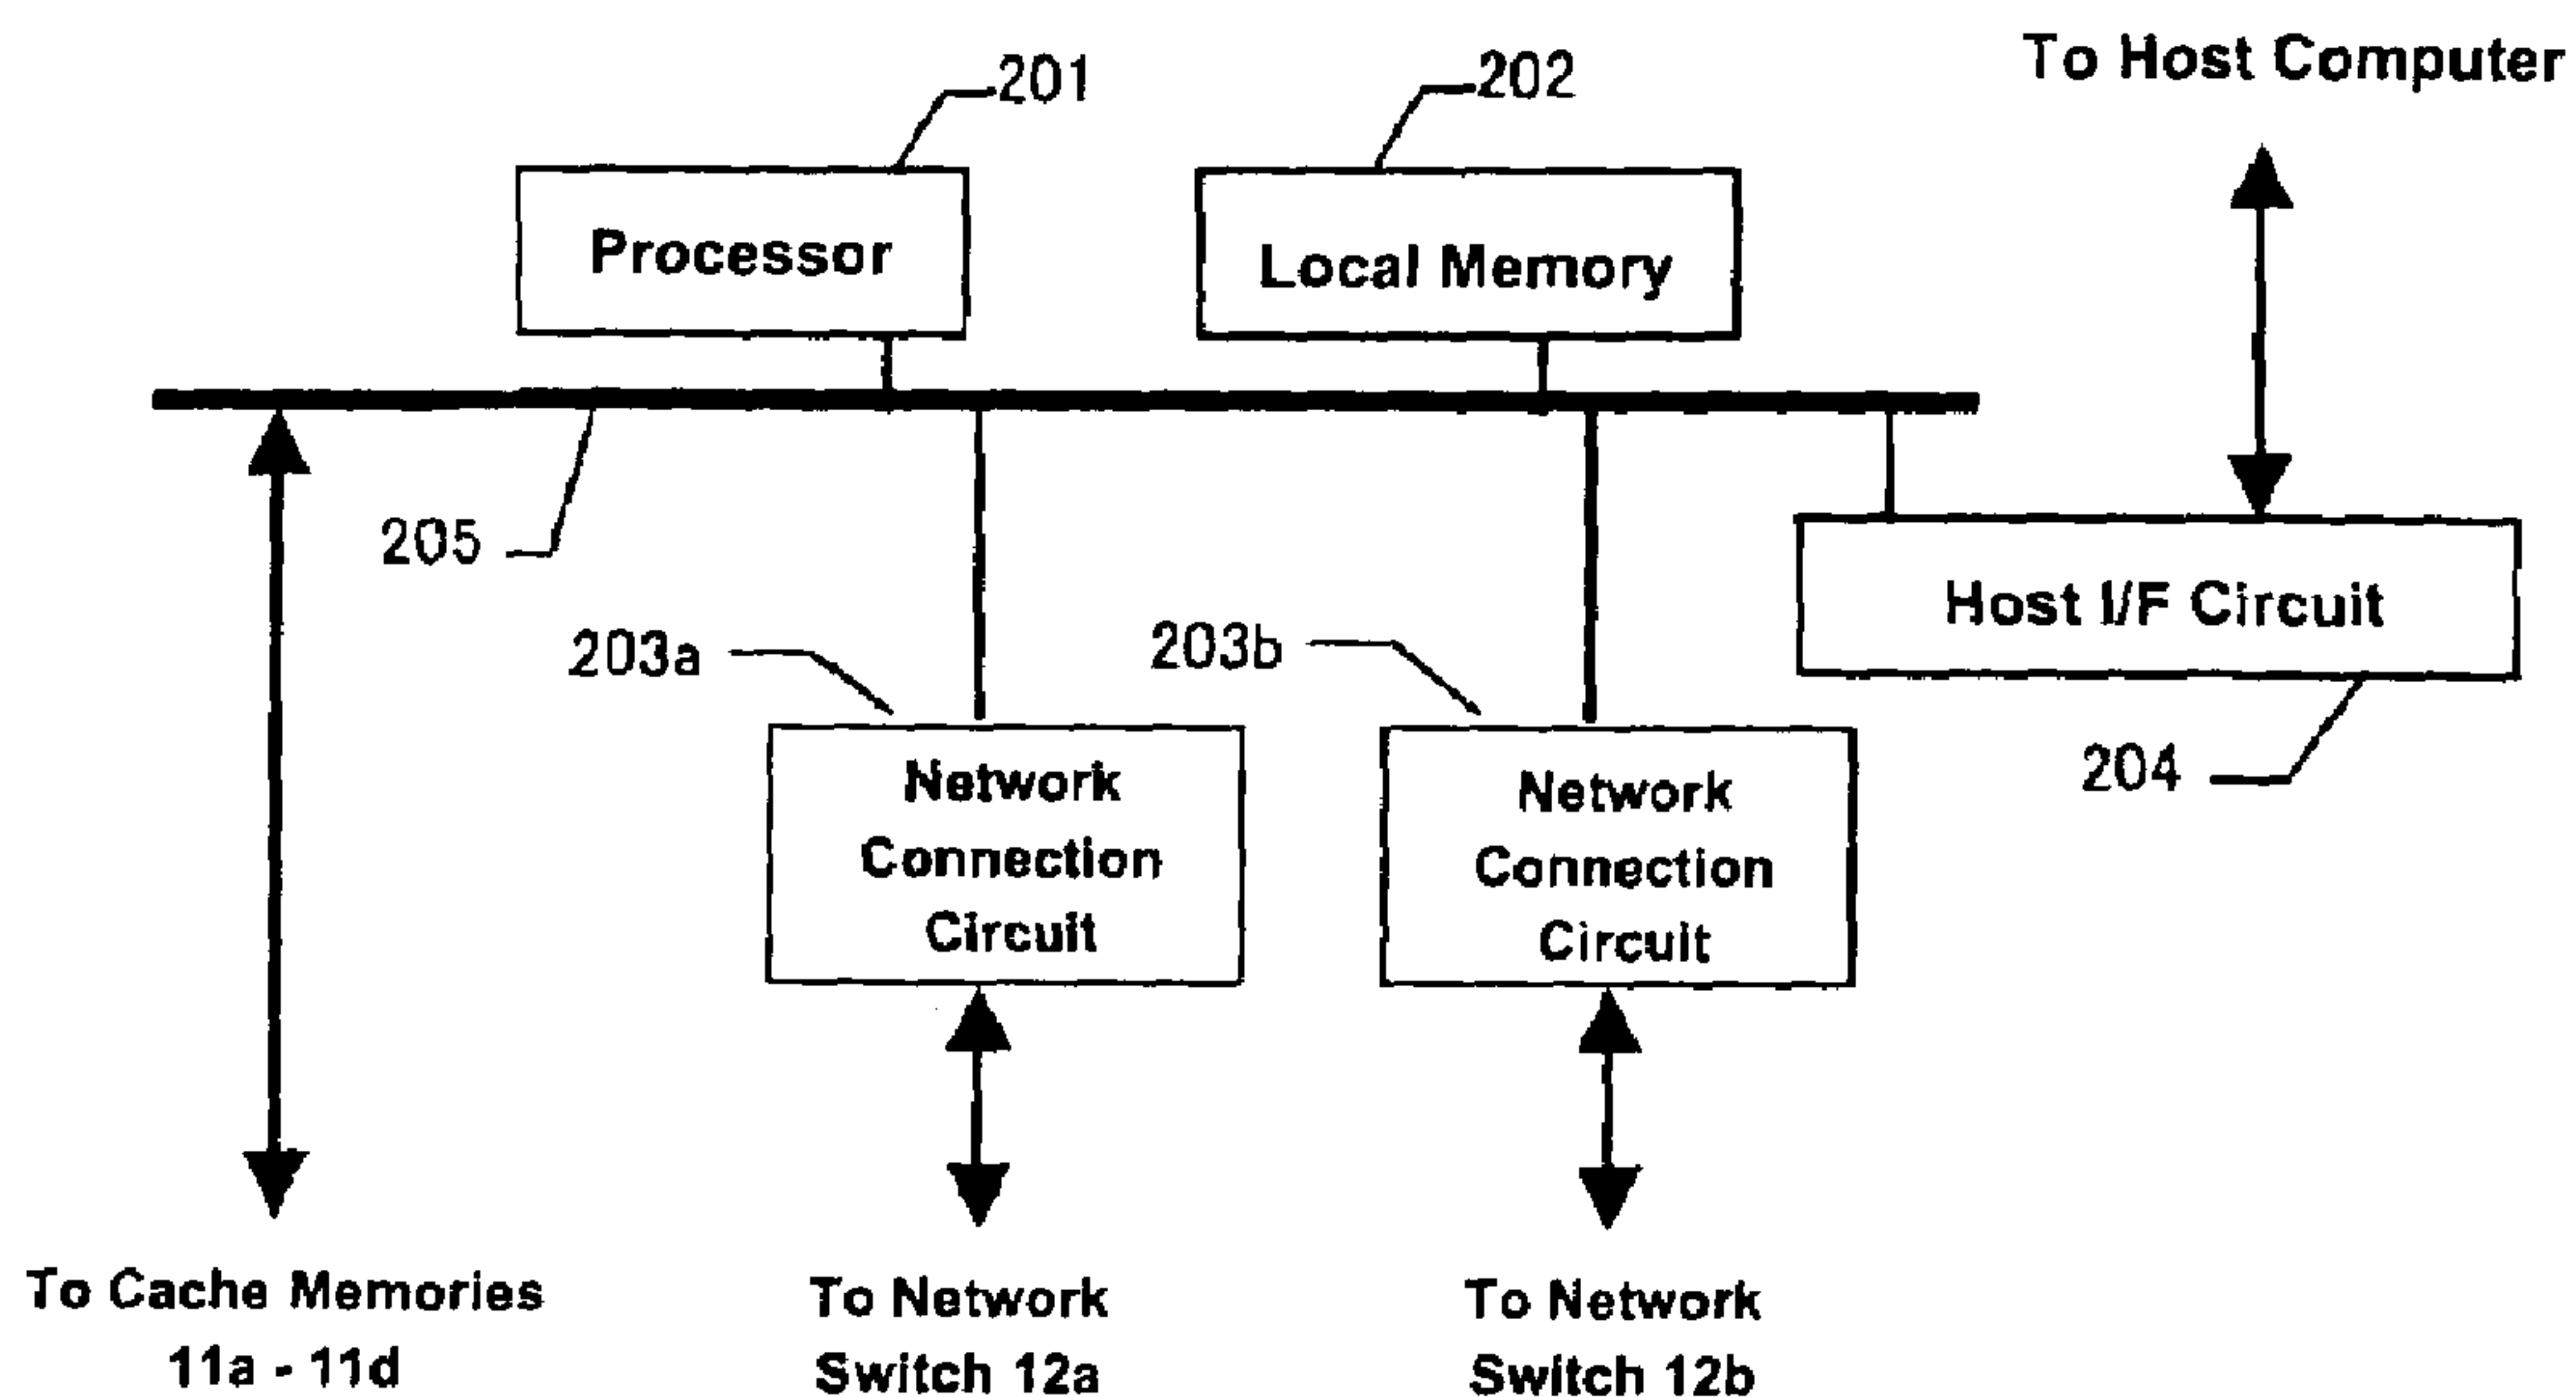 201
202
To Host Computer
Processor
Local Memory
205
203a
203b
Host I/F Circuit
204
Network
Connection
Circuit
Network
Connection
Circuit
To Cache Memories
11a - 11d
To Network
Switch 12a
To Network
Switch 12b